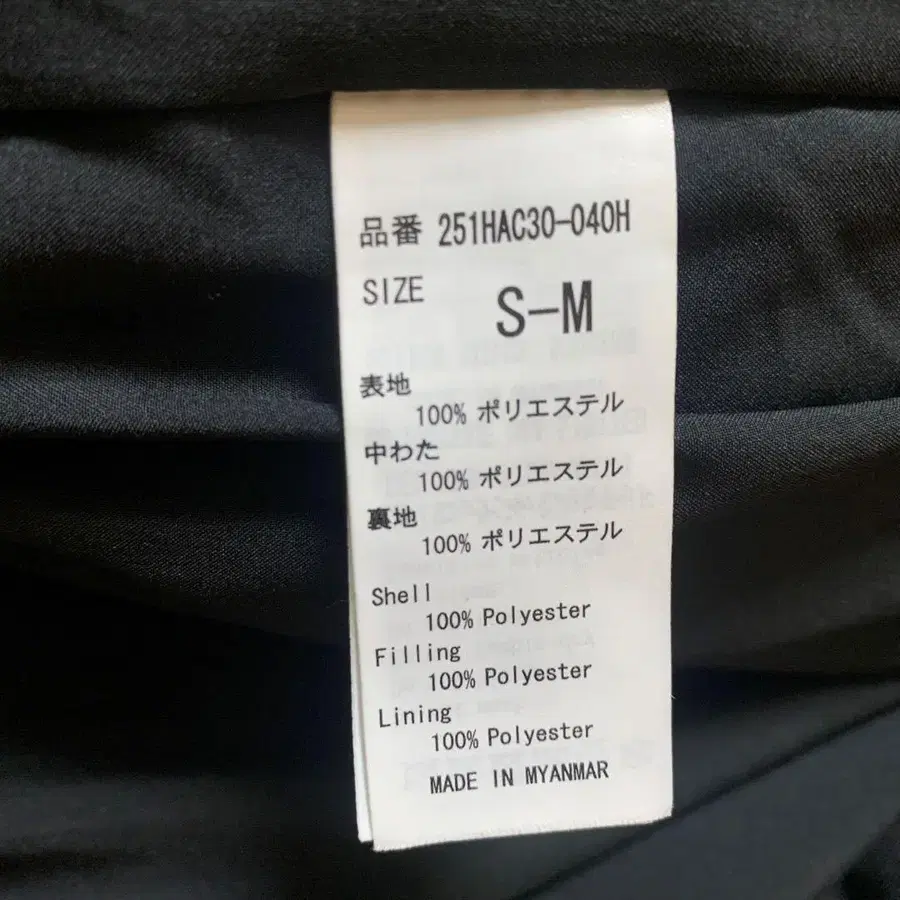 品番 251HAC30-040H
SIZE
S-M
表地
100% ポリエステル
中わた
100% ポリエステル
裏地
100% ポリエステル
Shell
100% Polyester
Filling
100% Polyester
Lining
100% Polyester
MADE IN MYANMAR